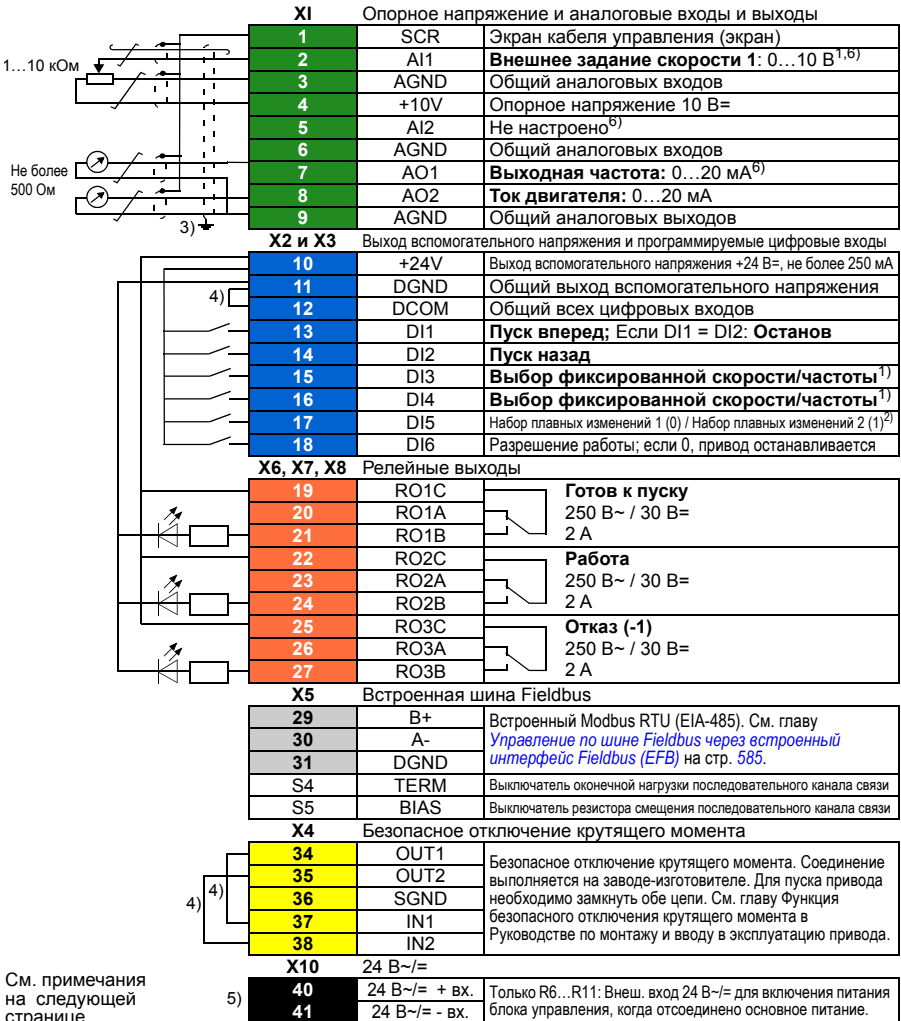 XI Опорное напряжение и аналоговые входы и выходы
1 SCR Экран кабеля управления (экран)
1…10 кОм 2 AI1 Внешнее задание скорости 1: 0…10 В1,6)
3 AGND Общий аналоговых входов
4 +10V Опорное напряжение 10 В=
5 AI2 Не настроено6)
6 AGND Общий аналоговых входов
Не более
500 Ом
7 AO1 Выходная частота: 0…20 мА6)
8 AO2 Ток двигателя: 0…20 мА
3) 9 AGND Общий аналоговых выходов
X2 и X3 Выход вспомогательного напряжения и программируемые цифровые входы
10 +24V Выход вспомогательного напряжения +24 В=, не более 250 мА
11 DGND Общий выход вспомогательного напряжения
4) 12 DCOM Общий всех цифровых входов
13 DI1 Пуск вперед; Если DI1 = DI2: Останов
14 DI2 Пуск назад
15 DI3 Выбор фиксированной скорости/частоты1)
16 DI4 Выбор фиксированной скорости/частоты1)
17 DI5 Набор плавных изменений 1 (0) / Набор плавных изменений 2 (1)2)
18 DI6 Разрешение работы; если 0, привод останавливается
X6, X7, X8 Релейные выходы
19 RO1C Готов к пуску
20 RO1A 250 В~ / 30 В=
21 RO1B 2 А
22 RO2C Работа
23 RO2A 250 В~ / 30 В=
24 RO2B 2 А
25 RO3C Отказ (-1)
26 RO3A 250 В~ / 30 В=
27 RO3B 2 А
X5 Встроенная шина Fieldbus
29 B+ Встроенный Modbus RTU (EIA-485). См. главу
30 A- Управление по шине Fieldbus через встроенный
31 DGND интерфейс Fieldbus (EFB) на стр. 585.
S4 TERM Выключатель оконечной нагрузки последовательного канала связи
S5 BIAS Выключатель резистора смещения последовательного канала связи
X4 Безопасное отключение крутящего момента
34 OUT1 Безопасное отключение крутящего момента. Соединение
35 OUT2 выполняется на заводе-изготовителе. Для пуска привода
4) 4) 36 SGND необходимо замкнуть обе цепи. См. главу Функция
37 IN1 безопасного отключения крутящего момента в
38 IN2 Руководстве по монтажу и вводу в эксплуатацию привода.
X10 24 В~/=
5) 40 24 В~/= + вх. Только R6…R11: Внеш. вход 24 В~/= для включения питания
41 24 В~/= - вх. блока управления, когда отсоединено основное питание.
См. примечания
на следующей
странице